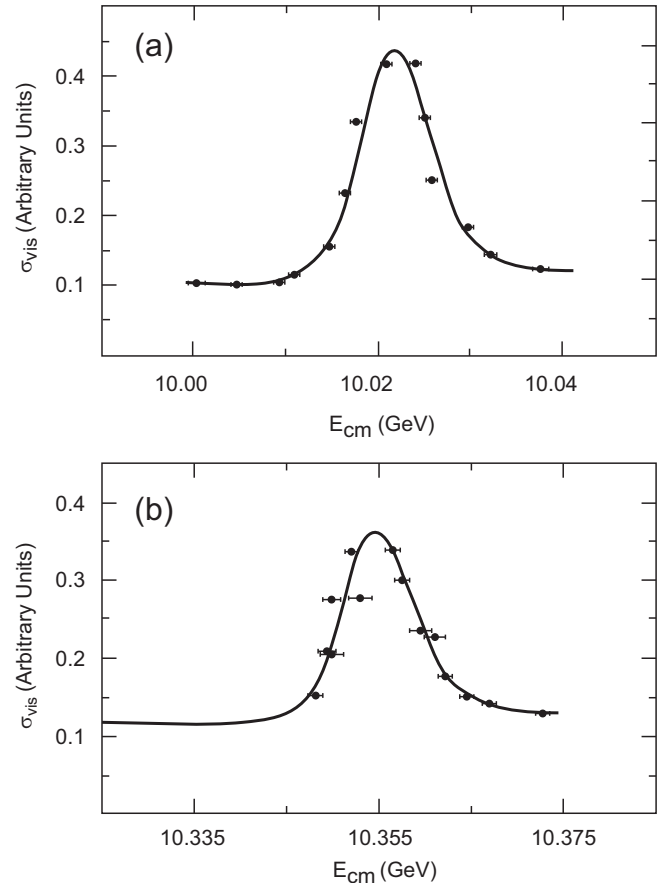 (a)
0.4
0.3
0.2
0.1
σvis (Arbitrary Units)
10.00 10.02 10.04
Ecm (GeV)
(b)
0.4
0.3
0.2
0.1
σvis (Arbitrary Units)
10.335 10.355 10.375
Ecm (GeV)